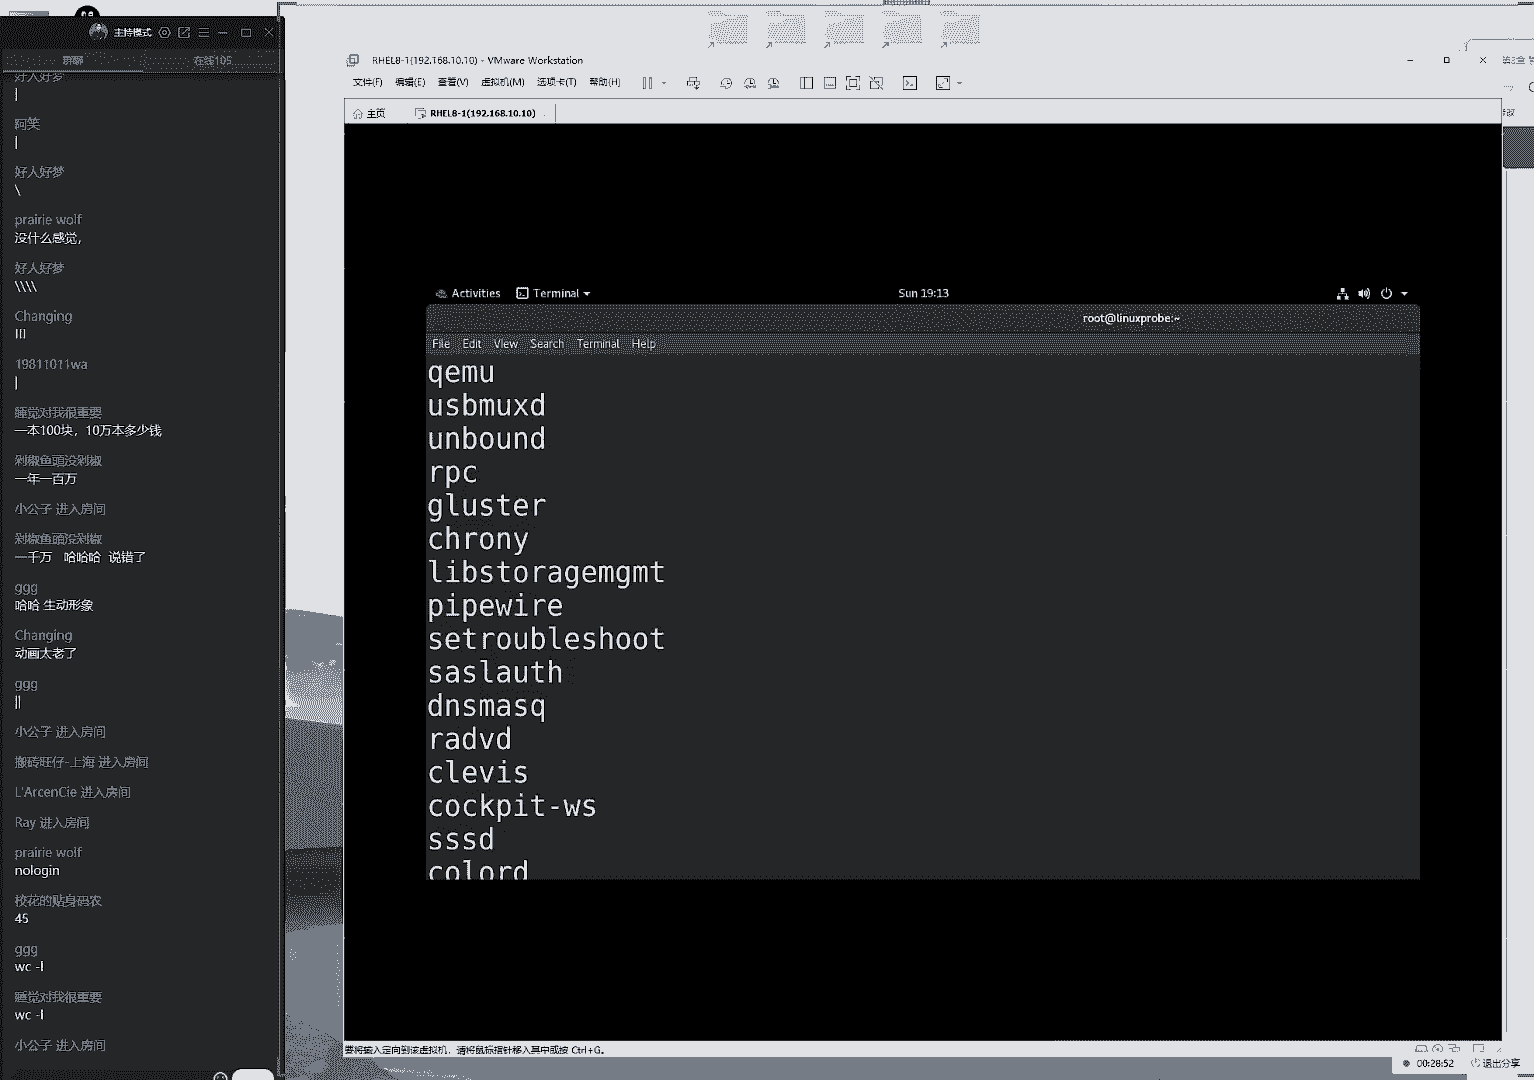 主持模式
群聊
在线105
好人好梦
|
阿笑
|
好人好梦
\
prairie wolf
没什么感觉,
好人好梦
\\\\
Changing
|||
19811011wa
|
睡觉对我很重要
一本100块，10万本多少钱
剁椒鱼頭没剁椒
一年一百万
小公子 进入房间
剁椒鱼頭没剁椒
一千万 哈哈哈 说错了
ggg
哈哈 生动形象
Changing
动画太老了
ggg
||
小公子 进入房间
搬砖旺仔-上海 进入房间
L'ArcenCie 进入房间
Ray 进入房间
prairie wolf
nologin
校花的贴身码农
45
ggg
wc -l
睡觉对我很重要
wc -l
小公子 进入房间
RHEL8-1(192.168.10.10) - VMware Workstation
文件(F) 编辑(E) 查看(V) 虚拟机(M) 选项卡(T) 帮助(H)
主页
RHEL8-1(192.168.10.10)
Activities
Terminal
Sun 19:13
root@linuxprobe:~
File Edit View Search Terminal Help
qemu
usbmuxd
unbound
rpc
gluster
chrony
libstoragemgmt
pipewire
setroubleshoot
saslauth
dnsmasq
radvd
clevis
cockpit-ws
sssd
colord
要将输入定向到该虚拟机，请将鼠标指针移入其中或按 Ctrl+G。
00:28:52
退出分享